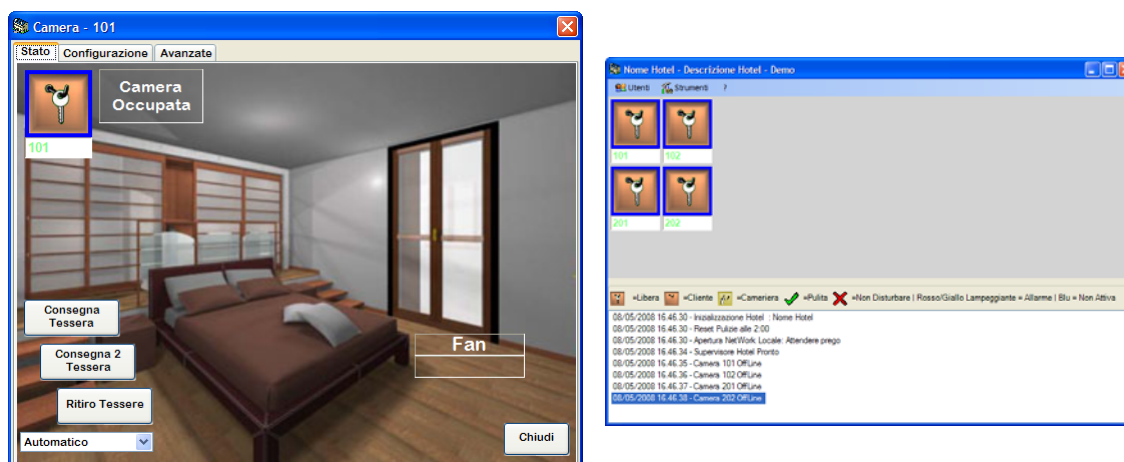 Camera - 101
Stato Configurazione Avanzate
Camera
Occupata
101
Consegna
Tessera
Consegna 2
Tessera
Ritiro Tessere
Automatico
Fan
Chiudi
Nome Hotel - Descrizione Hotel - Demo
Utenti Strumenti ?
101 102
201 202
=Libera =Cliente =Cameriera =Pulita =Non Disturbare | Rosso/Giallo Lampeggiante = Allarme | Blu = Non Attiva
08/05/2008 16.46.30 - Inizializzazione Hotel : Nome Hotel
08/05/2008 16.46.30 - Reset Pulizie alle 2:00
08/05/2008 16.46.30 - Apertura NetWork Locale: Attendere prego
08/05/2008 16.46.34 - Supervisore Hotel Pronto
08/05/2008 16.46.35 - Camera 101 OffLine
08/05/2008 16.46.36 - Camera 102 OffLine
08/05/2008 16.46.37 - Camera 201 OffLine
08/05/2008 16.46.38 - Camera 202 OffLine